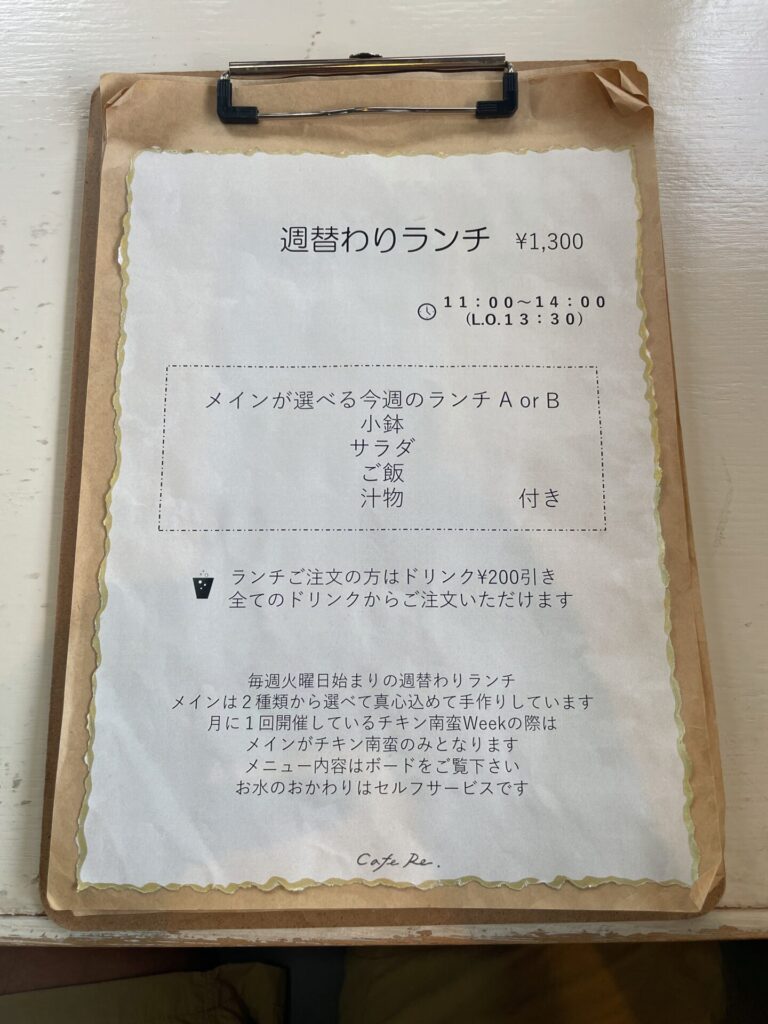 週替わりランチ ¥1,300
11:00〜14:00
(L.O.13:30)
メインが選べる今週のランチ A or B
小鉢
サラダ
ご飯
汁物 付き
ランチご注文の方はドリンク¥200引き
全てのドリンクからご注文いただけます
毎週火曜日始まりの週替わりランチ
メインは２種類から選べて真心込めて手作りしています
月に１回開催しているチキン南蛮Weekの際は
メインがチキン南蛮のみとなります
メニュー内容はボードをご覧下さい
お水のおかわりはセルフサービスです
Cafe Re.